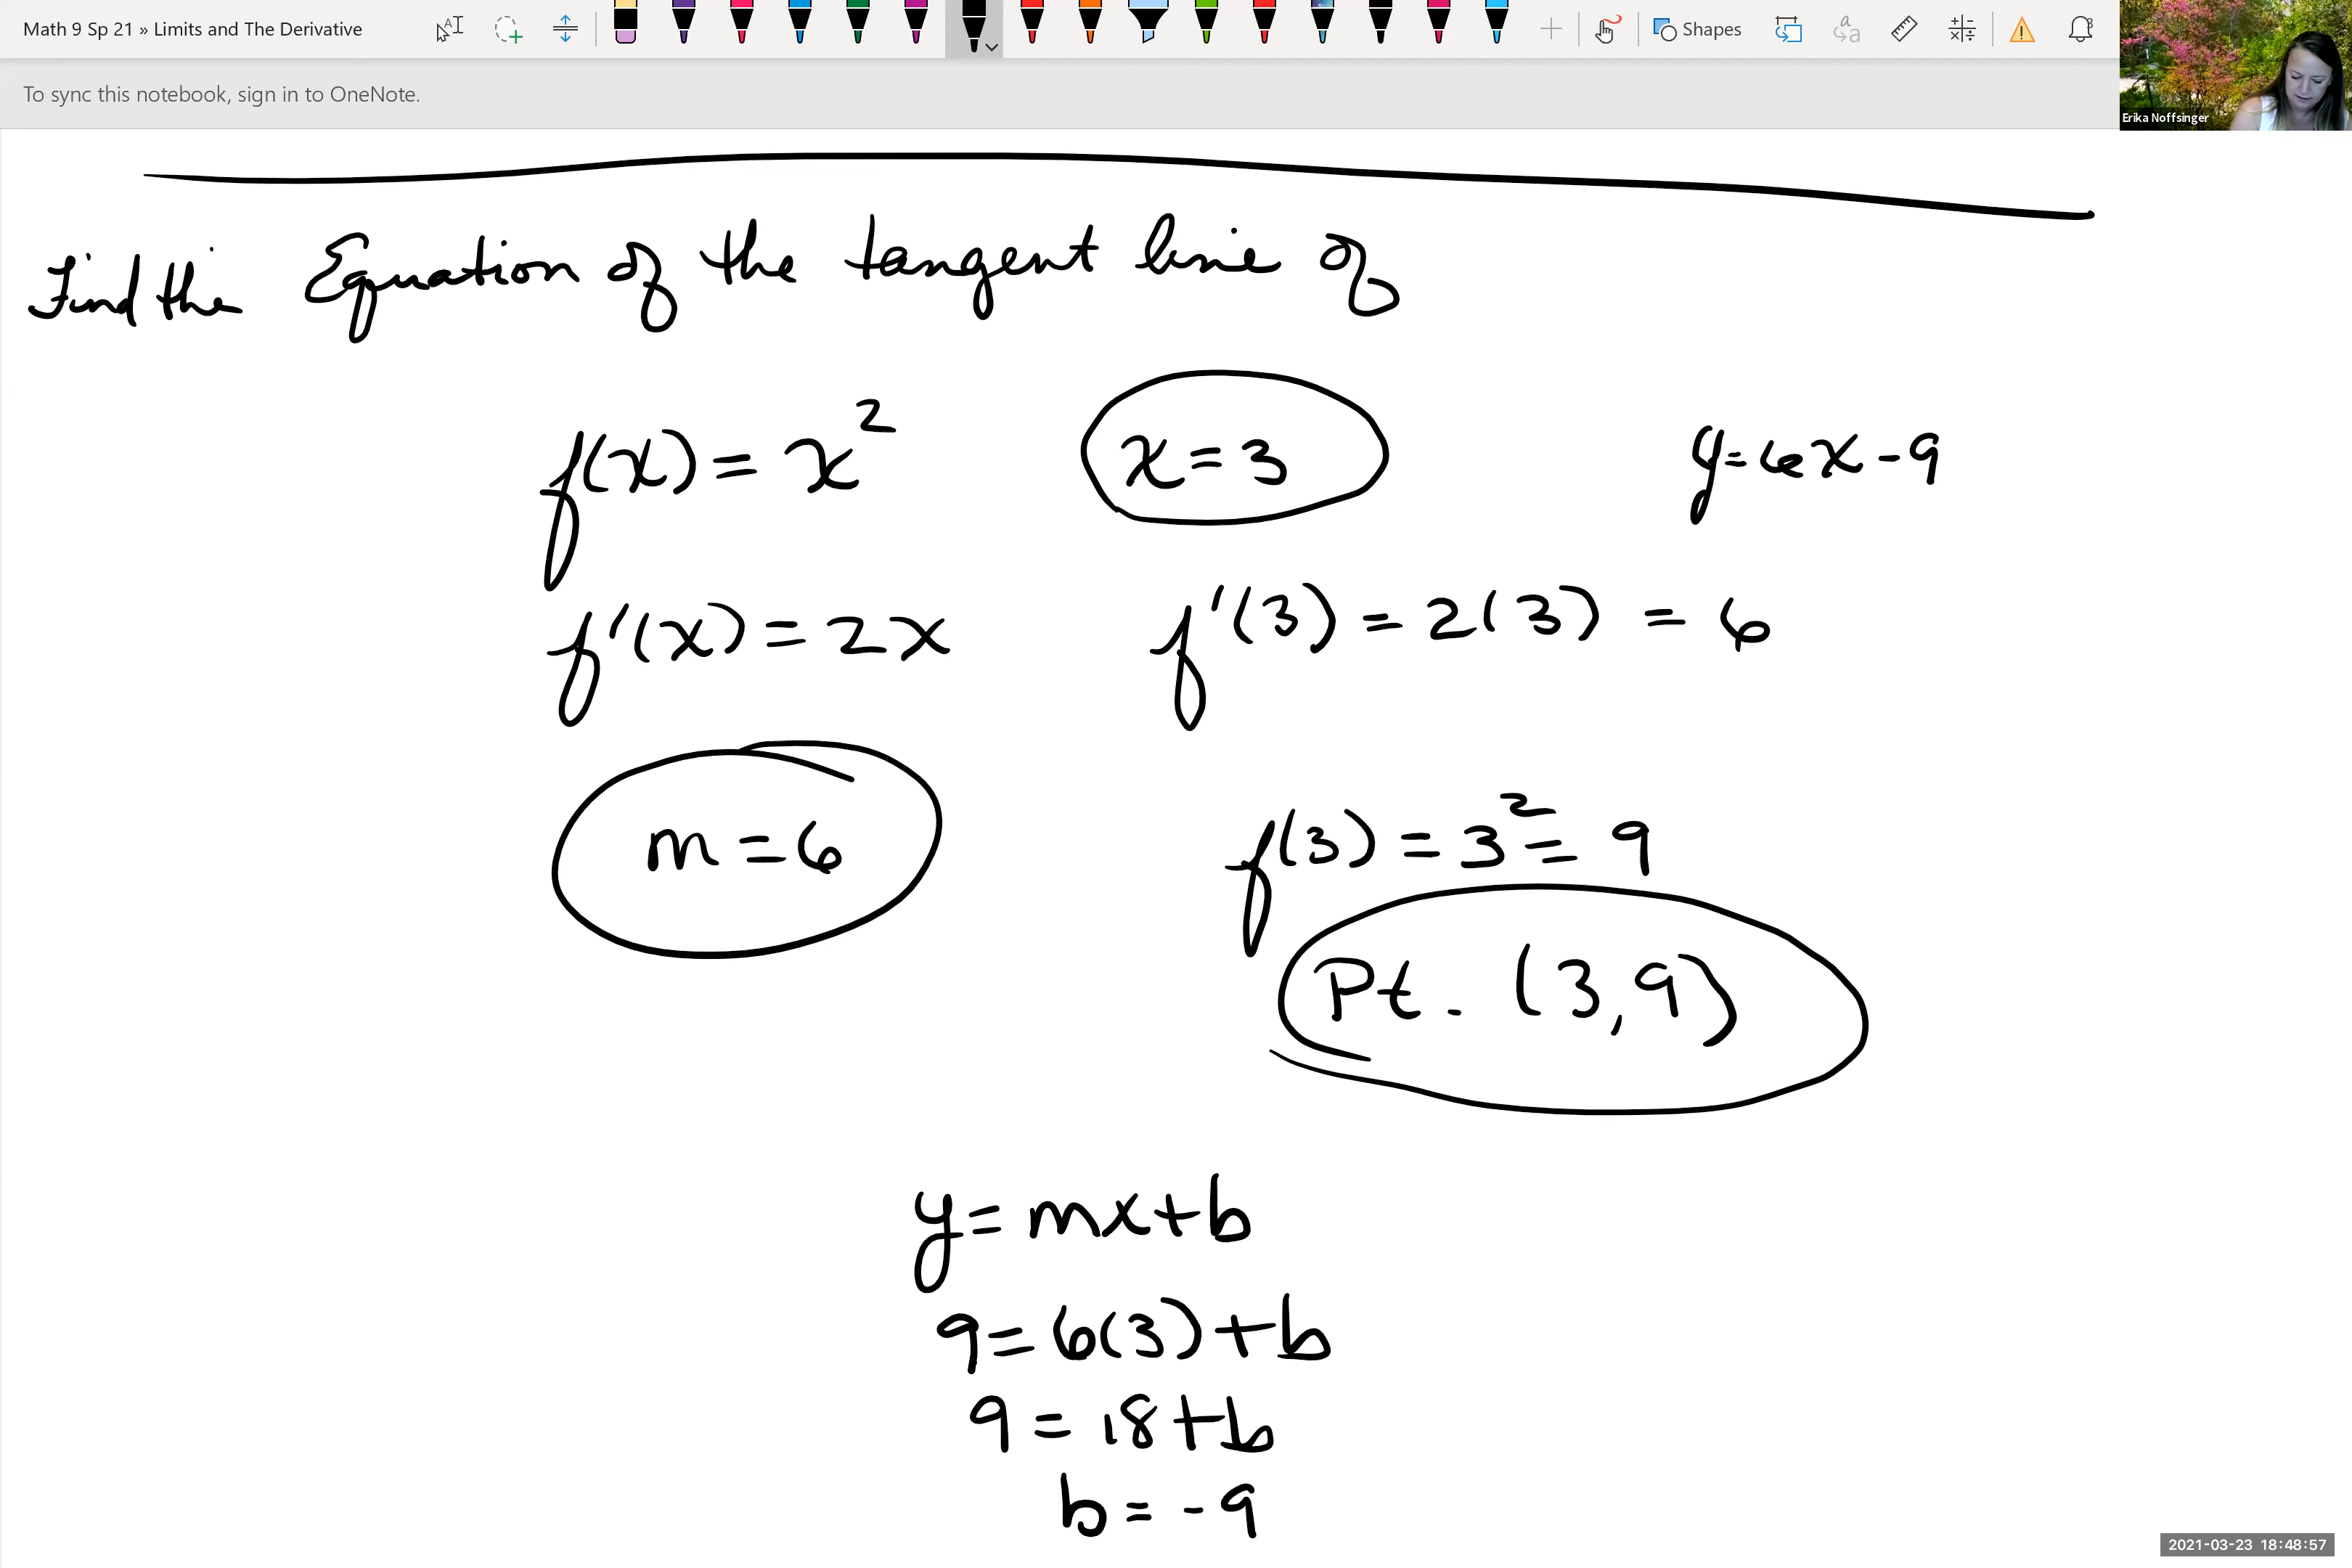 Math 9 Sp 21 » Limits and The Derivative
Shapes
To sync this notebook, sign in to OneNote.
Erika Noffsinger
Find the Equation of the tangent line of
f(x) = x² x = 3 y = 6x - 9
f'(x) = 2x f'(3) = 2(3) = 6
m = 6 f(3) = 3² = 9
Pt. (3,9)
y = mx + b
9 = 6(3) + b
9 = 18 + b
b = -9
2021-03-23 18:48:57